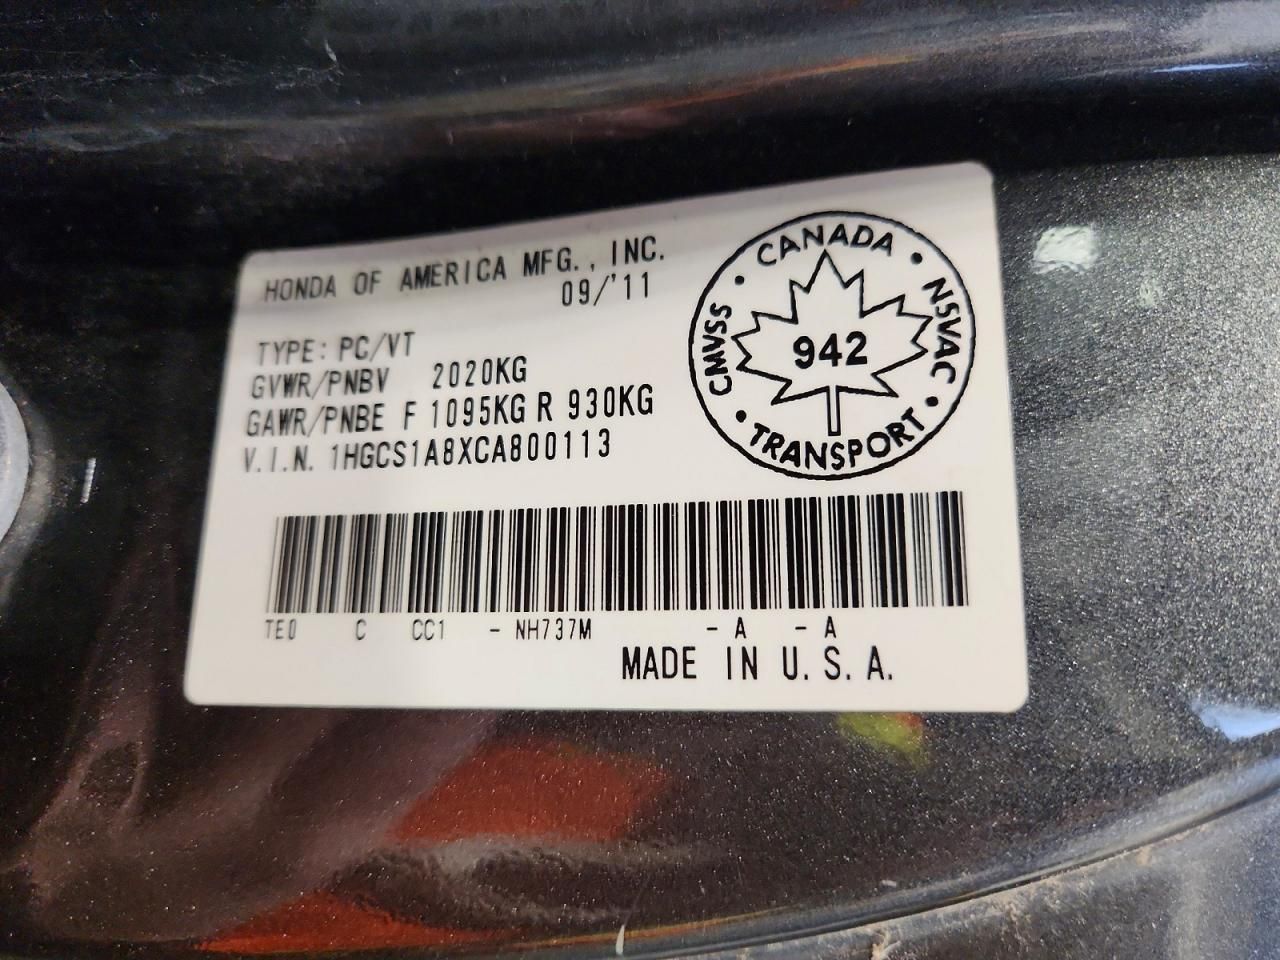 HONDA OF AMERICA MFG., INC.
09/'11
TYPE: PC/VT
GVWR/PNBV 2020KG
GAWR/PNBE F 1095KG R 930KG
V.I.N. 1HGCS1A8XCA800113
CANADA
CMVSS
942
NSVAC
TRANSPORT
TE0 C CC1 - NH737M - A - A
MADE IN U.S.A.